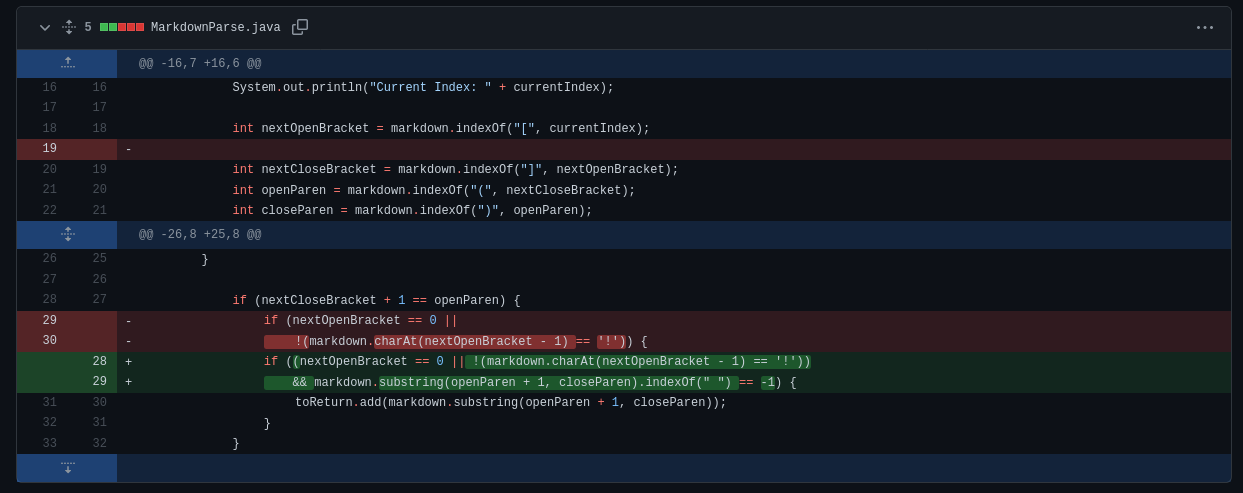 5 MarkdownParse.java
@@ -16,7 +16,6 @@
16 16 System.out.println("Current Index: " + currentIndex);
17 17
18 18 int nextOpenBracket = markdown.indexOf("[", currentIndex);
19 -
20 19 int nextCloseBracket = markdown.indexOf("]", nextOpenBracket);
21 20 int openParen = markdown.indexOf("(", nextCloseBracket);
22 21 int closeParen = markdown.indexOf(")", openParen);
@@ -26,8 +25,8 @@
26 25 }
27 26
28 27 if (nextCloseBracket + 1 == openParen) {
29 - if (nextOpenBracket == 0 ||
30 - !(markdown.charAt(nextOpenBracket - 1) == '!')) {
28 + if ((nextOpenBracket == 0 || !(markdown.charAt(nextOpenBracket - 1) == '!'))
29 + && markdown.substring(openParen + 1, closeParen).indexOf(" ") == -1) {
31 30 toReturn.add(markdown.substring(openParen + 1, closeParen));
32 31 }
33 32 }